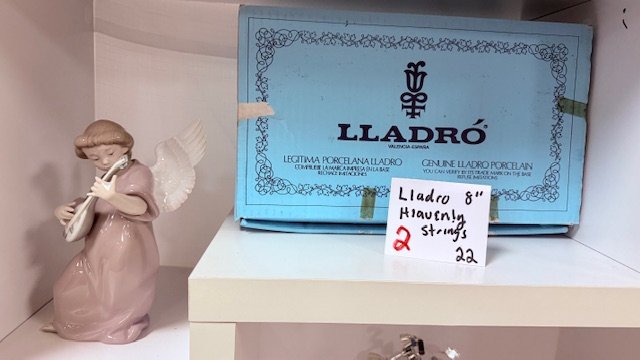 LLADRÓ
VALENCIA-ESPAÑA
LEGITIMA PORCELANA LLADRO
COMPRUEBE LA MARCA IMPRESA EN LA BASE
RECHACE IMITACIONES
GENUINE LLADRO PORCELAIN
YOU CAN VERIFY BY ITS TRADE MARK ON THE BASE
REFUSE IMITATIONS
Lladro 8"
Heavenly
2 Strings
22